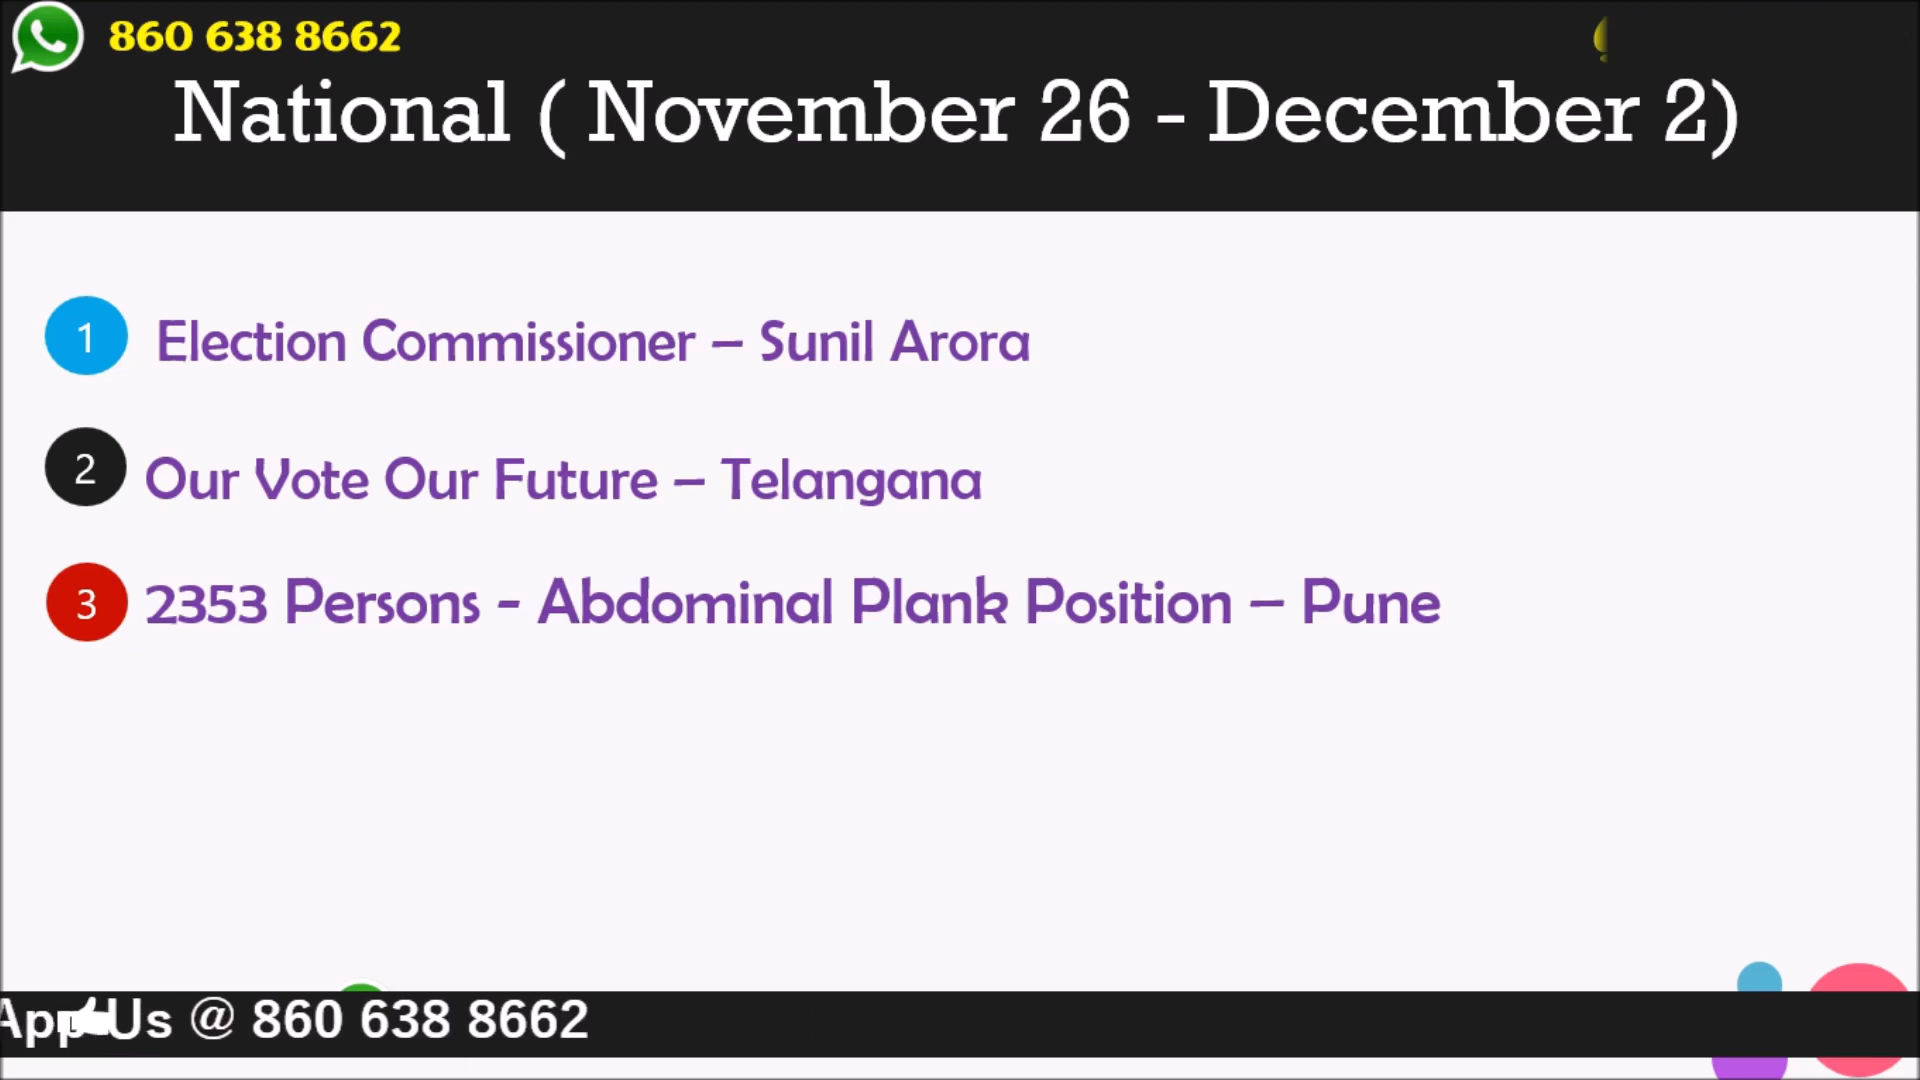 860 638 8662
National ( November 26 - December 2)
1 Election Commissioner – Sunil Arora
2 Our Vote Our Future – Telangana
3 2353 Persons - Abdominal Plank Position – Pune
App Us @ 860 638 8662